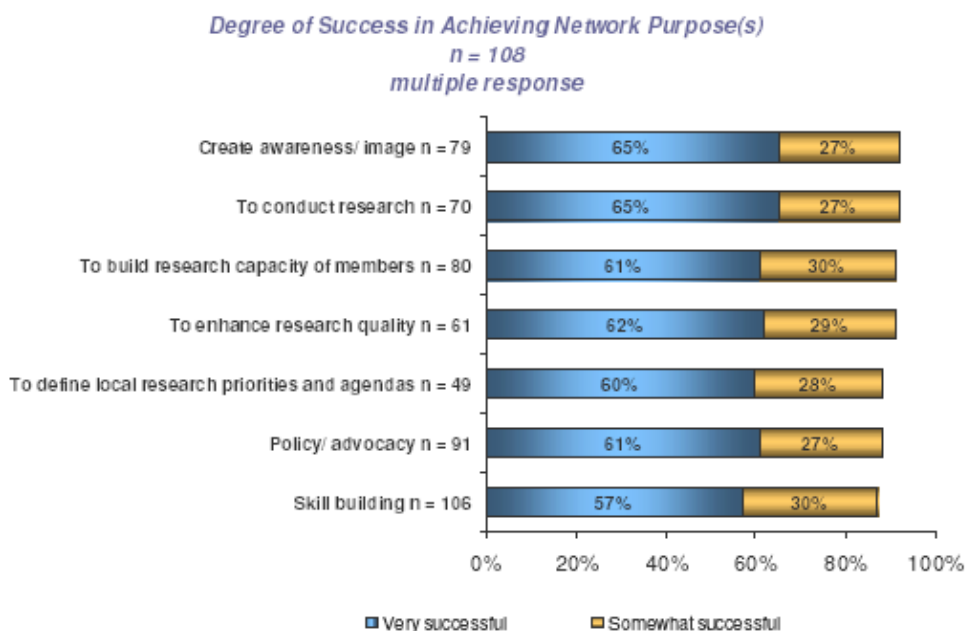 Degree of Success in Achieving Network Purpose(s)
n = 108
multiple response
Create awareness/ image n = 79
65%
27%
To conduct research n = 70
65%
27%
To build research capacity of members n = 80
61%
30%
To enhance research quality n = 61
62%
29%
To define local research priorities and agendas n = 49
60%
28%
Policy/ advocacy n = 91
61%
27%
Skill building n = 106
57%
30%
0% 20% 40% 60% 80% 100%
Very successful Somewhat successful